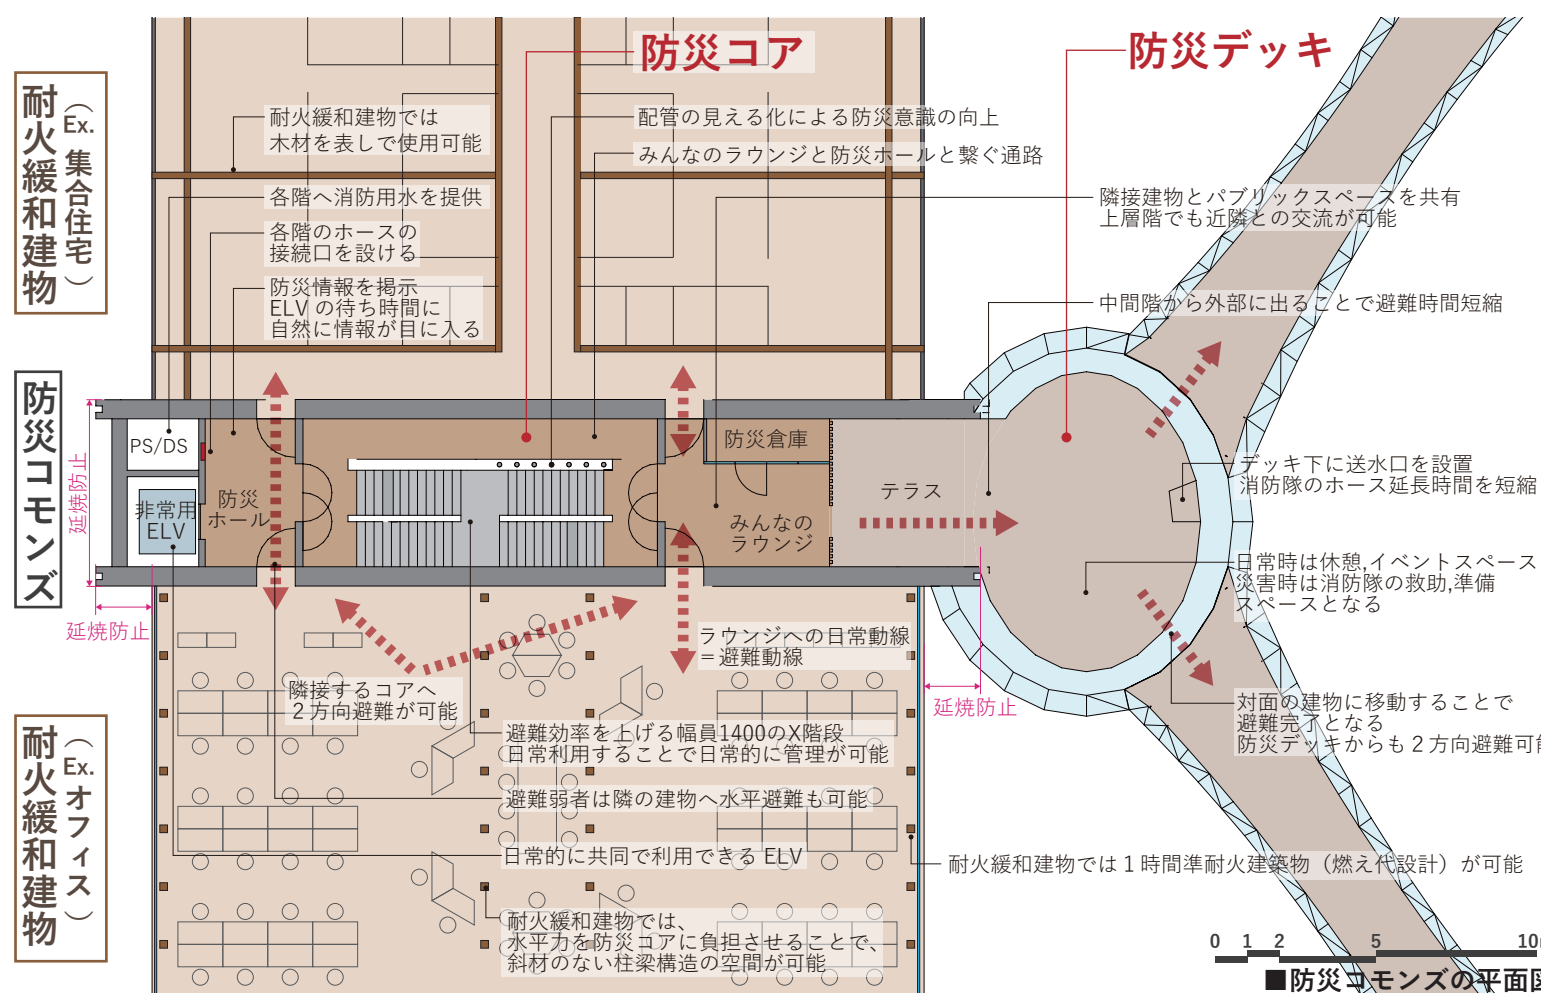 防災コア
防災デッキ
耐火緩和建物
（Ex. 集合住宅）
耐火緩和建物では
木材を表しで使用可能
各階へ消防用水を提供
各階のホースの
接続口を設ける
防災情報を掲示
ELV の待ち時間に
自然に情報が目に入る
配管の見える化による防災意識の向上
みんなのラウンジと防災ホールと繋ぐ通路
隣接建物とパブリックスペースを共有
上層階でも近隣との交流が可能
中間階から外部に出ることで避難時間短縮
防災コモンズ
延焼防止
延焼防止
PS/DS
非常用
ELV
防災
ホール
防災倉庫
みんなの
ラウンジ
テラス
デッキ下に送水口を設置
消防隊のホース延長時間を短縮
日常時は休憩,イベントスペース
災害時は消防隊の救助,準備
スペースとなる
ラウンジへの日常動線
＝避難動線
延焼防止
隣接するコアへ
２方向避難が可能
対面の建物に移動することで
避難完了となる
防災デッキからも２方向避難可
避難効率を上げる幅員1400のX階段
日常利用することで日常的に管理が可能
避難弱者は隣の建物へ水平避難も可能
日常的に共同で利用できる ELV
耐火緩和建物では１時間準耐火建築物（燃え代設計）が可能
耐火緩和建物
（Ex. オフィス）
耐火緩和建物では、
水平力を防災コアに負担させることで、
斜材のない柱梁構造の空間が可能
0 1 2 5 10
■防災コモンズの平面図